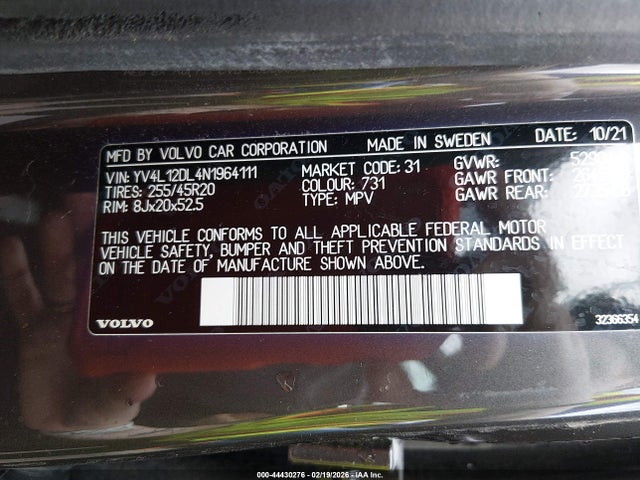 MFD BY VOLVO CAR CORPORATION MADE IN SWEDEN DATE: 10/21
VIN: YV4L12DL4N1964111 MARKET CODE: 31 GVWR:
TIRES: 255/45R20 COLOUR: 731 GAWR FRONT:
RIM: 8Jx20x52.5 TYPE: MPV GAWR REAR:
THIS VEHICLE CONFORMS TO ALL APPLICABLE FEDERAL MOTOR
VEHICLE SAFETY, BUMPER AND THEFT PREVENTION STANDARDS IN EFFECT
ON THE DATE OF MANUFACTURE SHOWN ABOVE.
VOLVO 32366354
000-44430276 - 02/19/2026 - IAA Inc.